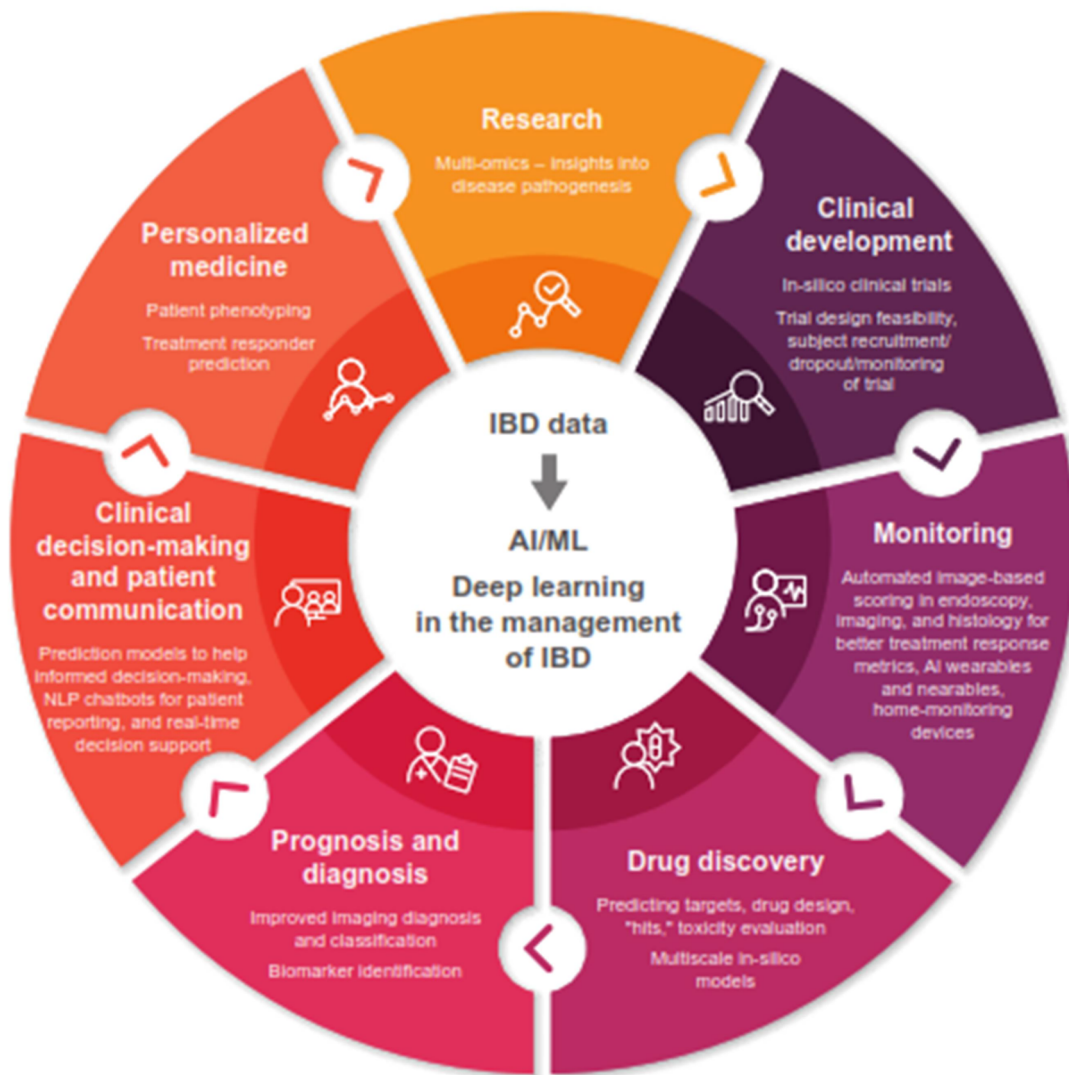 Research
Multi-omics – insights into
disease pathogenesis
Clinical
development
In-silico clinical trials
Trial design feasibility,
subject recruitment/
dropout/monitoring
of trial
Monitoring
Automated image-based
scoring in endoscopy,
imaging, and histology for
better treatment response
metrics, AI wearables
and nearables,
home-monitoring
devices
Drug discovery
Predicting targets, drug design,
"hits," toxicity evaluation
Multiscale in-silico
models
Prognosis and
diagnosis
Improved imaging diagnosis
and classification
Biomarker identification
Clinical
decision-making
and patient
communication
Prediction models to help
informed decision-making,
NLP chatbots for patient
reporting, and real-time
decision support
Personalized
medicine
Patient phenotyping
Treatment responder
prediction
IBD data
AI/ML
Deep learning
in the management
of IBD